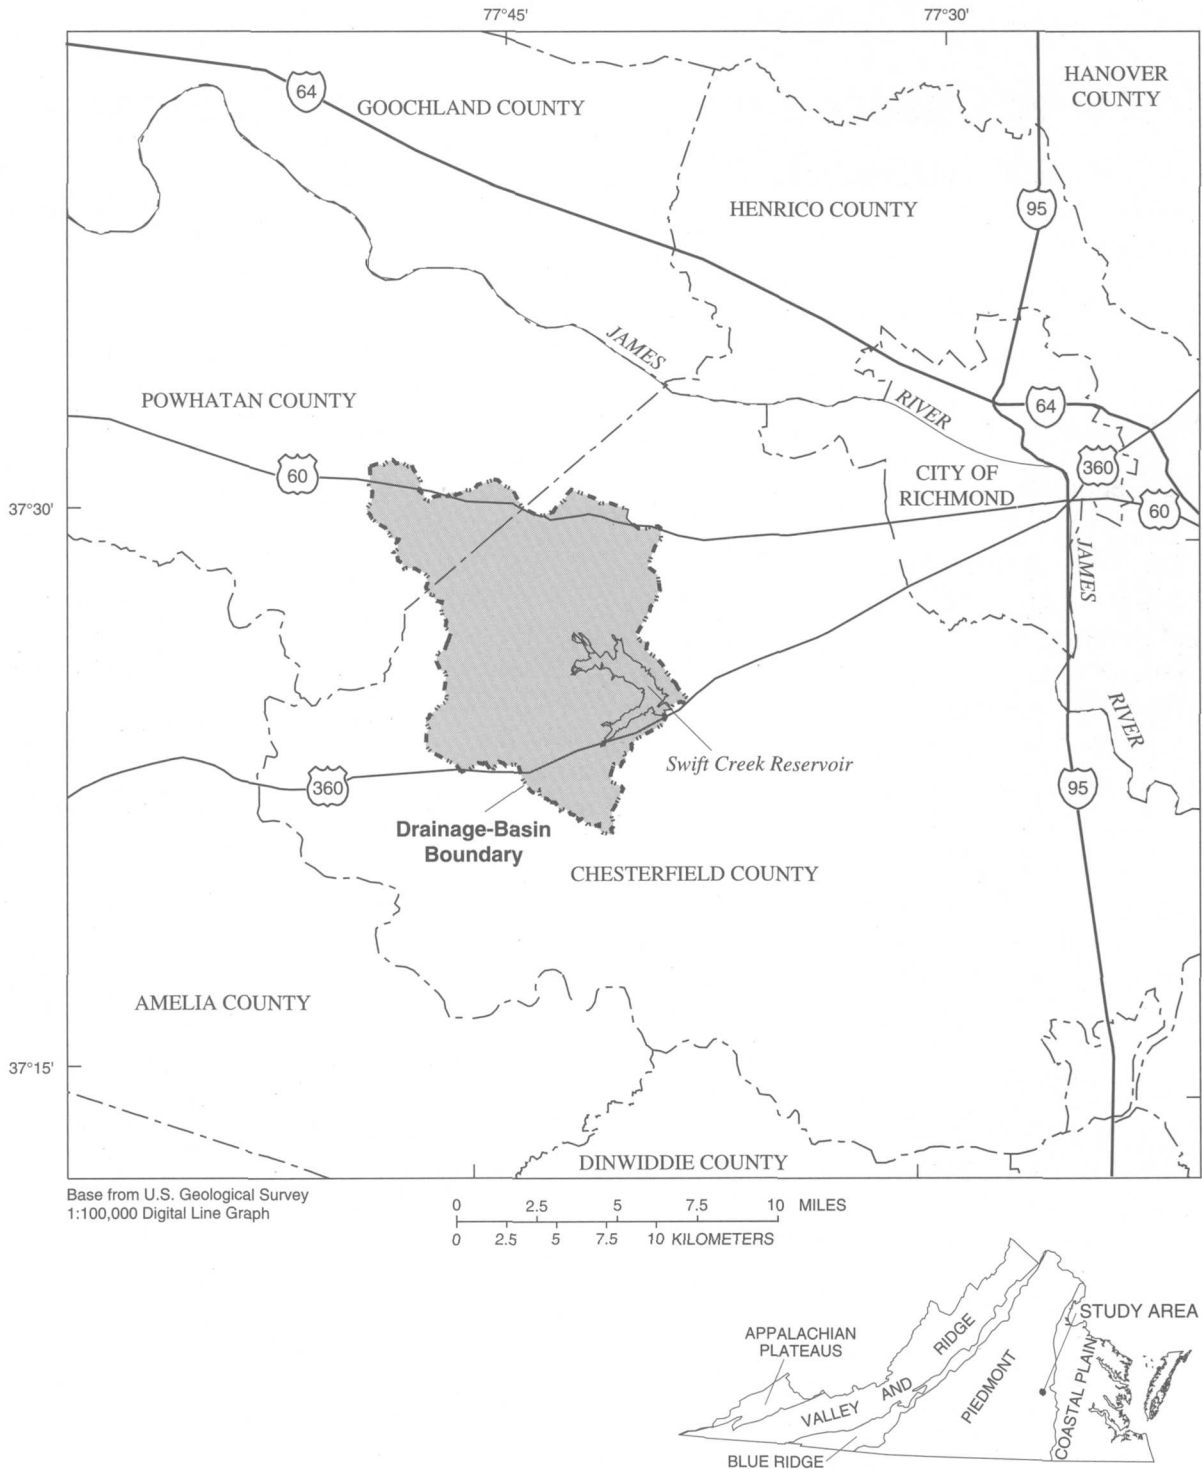 77°45'
77°30'
HANOVER
COUNTY
64
GOOCHLAND COUNTY
HENRICO COUNTY
95
JAMES
POWHATAN COUNTY
RIVER
64
60
CITY OF
RICHMOND
360
60
37°30'
JAMES
RIVER
Swift Creek Reservoir
360
95
Drainage-Basin
Boundary
CHESTERFIELD COUNTY
AMELIA COUNTY
37°15'
DINWIDDIE COUNTY
Base from U.S. Geological Survey
1:100,000 Digital Line Graph
0 2.5 5 7.5 10 MILES
0 2.5 5 7.5 10 KILOMETERS
STUDY AREA
APPALACHIAN
PLATEAUS
VALLEY AND RIDGE
PIEDMONT
COASTAL PLAIN
BLUE RIDGE